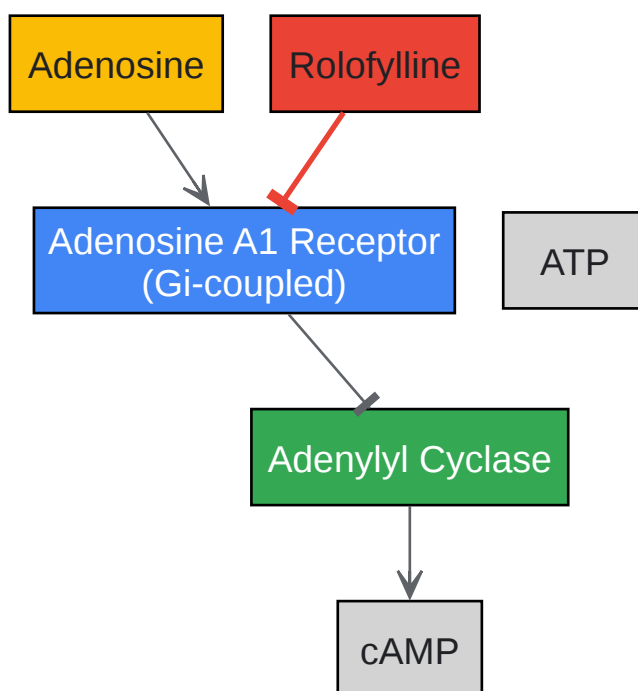 Adenosine
Rolofylline
Adenosine A1 Receptor
(Gi-coupled)
ATP
Adenylyl Cyclase
cAMP